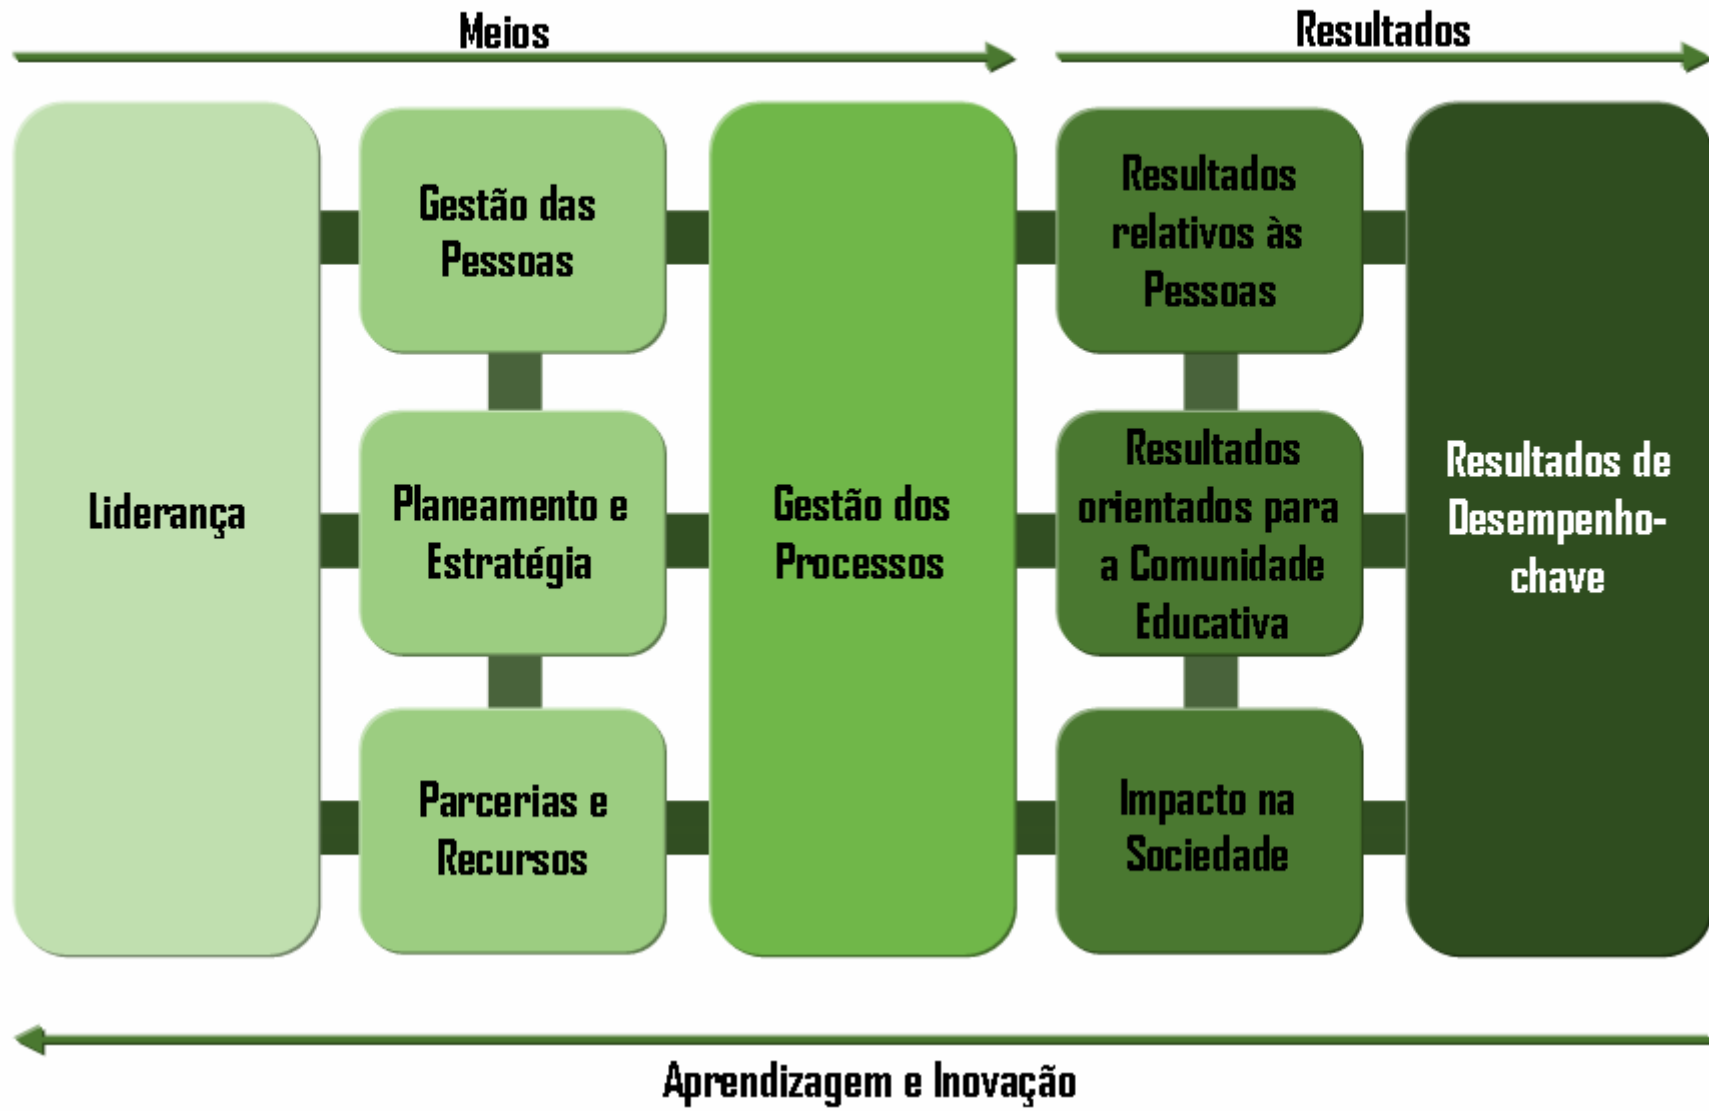 Meios
Resultados
Liderança
Gestão das
Pessoas
Planeamento e
Estratégia
Parcerias e
Recursos
Gestão dos
Processos
Resultados
relativos às
Pessoas
Resultados
orientados para
a Comunidade
Educativa
Impacto na
Sociedade
Resultados de
Desempenho-
chave
Aprendizagem e Inovação